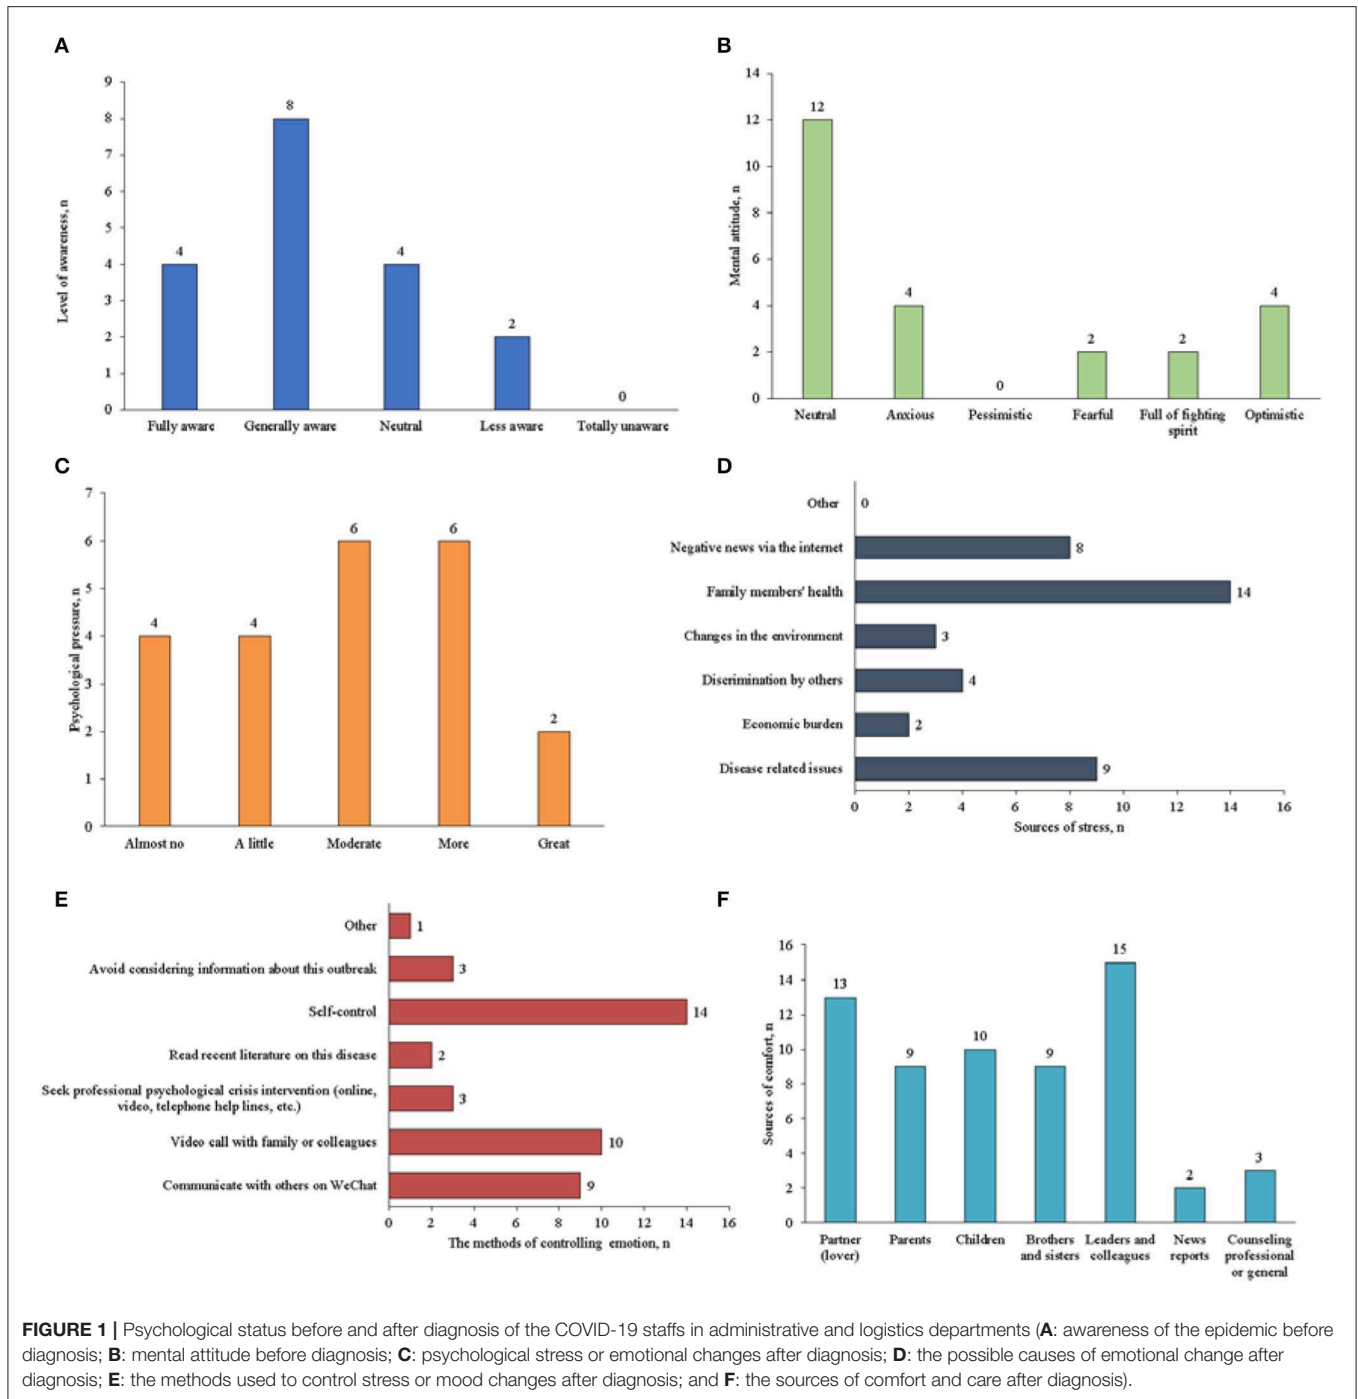 A
9
8
7
6
5
4
3
2
1
0
Level of awareness, n
4
8
4
2
0
Fully aware
Generally aware
Neutral
Less aware
Totally unaware
B
14
12
10
8
6
4
2
0
Mental attitude, n
12
4
0
2
2
4
Neutral
Anxious
Pessimistic
Fearful
Full of fighting
spirit
Optimistic
C
7
6
5
4
3
2
1
0
Psychological pressure, n
4
4
6
6
2
Almost no
A little
Moderate
More
Great
D
Other
0
Negative news via the internet
8
Family members' health
14
Changes in the environment
3
Discrimination by others
4
Economic burden
2
Disease related issues
9
0 2 4 6 8 10 12 14 16
Sources of stress, n
E
Other
1
Avoid considering information about this outbreak
3
Self-control
14
Read recent literature on this disease
2
Seek professional psychological crisis intervention (online,
video, telephone help lines, etc.)
3
Video call with family or colleagues
10
Communicate with others on WeChat
9
0 2 4 6 8 10 12 14 16
The methods of controlling emotion, n
F
16
14
12
10
8
6
4
2
0
Sources of comfort, n
13
9
10
9
15
2
3
Partner
(lover)
Parents
Children
Brothers
and sisters
Leaders and
colleagues
News
reports
Counseling
professional
or general
FIGURE 1 | Psychological status before and after diagnosis of the COVID-19 staffs in administrative and logistics departments (A: awareness of the epidemic before
diagnosis; B: mental attitude before diagnosis; C: psychological stress or emotional changes after diagnosis; D: the possible causes of emotional change after
diagnosis; E: the methods used to control stress or mood changes after diagnosis; and F: the sources of comfort and care after diagnosis).